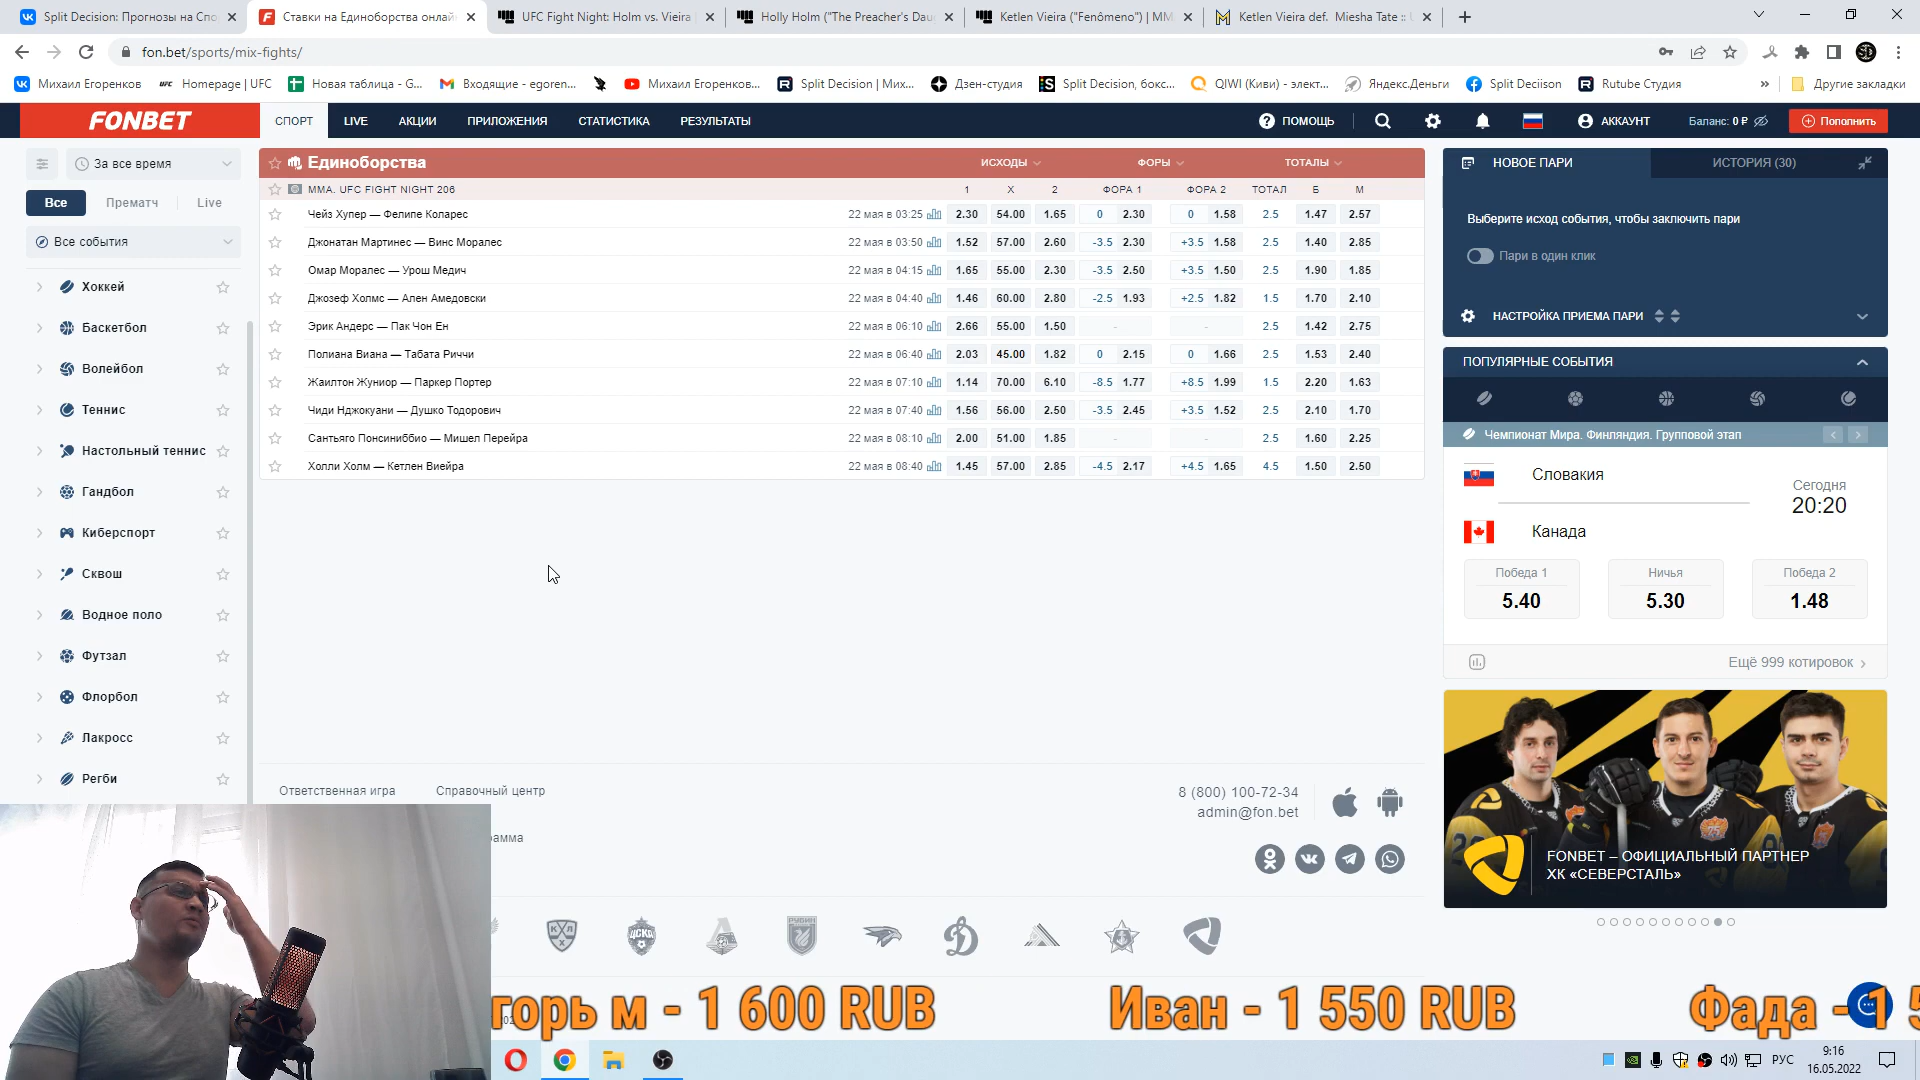 Split Decision: Прогнозы на Спо
Ставки на Единоборства онлай
UFC Fight Night: Holm vs. Vieira
Holly Holm ("The Preacher's Dau
Ketlen Vieira ("Fenômeno") | MM
Ketlen Vieira def. Miesha Tate ::
fon.bet/sports/mix-fights/
Михаил Егоренков
Homepage | UFC
Новая таблица - G...
Входящие - egoren...
Михаил Егоренков...
Split Decision | Мих...
Дзен-студия
Split Decision, бокс...
QIWI (Киви) - элект...
Яндекс.Деньги
Split Deciison
Rutube Студия
»
Другие закладки
FONBET
СПОРТ
LIVE
АКЦИИ
ПРИЛОЖЕНИЯ
СТАТИСТИКА
РЕЗУЛЬТАТЫ
ПОМОЩЬ
АККАУНТ
Баланс: 0 ₽
Пополнить
За все время
Все
Прематч
Live
Все события
Хоккей
Баскетбол
Волейбол
Теннис
Настольный теннис
Гандбол
Киберспорт
Сквош
Водное поло
Футзал
Флорбол
Лакросс
Регби
Единоборства ИСХОДЫ ФОРЫ ТОТАЛЫ
ММА. UFC FIGHT NIGHT 206 1 X 2 ФОРА 1 ФОРА 2 ТОТАЛ Б М
Чейз Хупер — Фелипе Коларес 22 мая в 03:25 2.30 54.00 1.65 0 2.30 0 1.58 2.5 1.47 2.57
Джонатан Мартинес — Винс Моралес 22 мая в 03:50 1.52 57.00 2.60 -3.5 2.30 +3.5 1.58 2.5 1.40 2.85
Омар Моралес — Урош Медич 22 мая в 04:15 1.65 55.00 2.30 -3.5 2.50 +3.5 1.50 2.5 1.90 1.85
Джозеф Холмс — Ален Амедовски 22 мая в 04:40 1.46 60.00 2.80 -2.5 1.93 +2.5 1.82 1.5 1.70 2.10
Эрик Андерс — Пак Чон Ен 22 мая в 06:10 2.66 55.00 1.50 - - 2.5 1.42 2.75
Полиана Виана — Табата Риччи 22 мая в 06:40 2.03 45.00 1.82 0 2.15 0 1.66 2.5 1.53 2.40
Жаилтон Жуниор — Паркер Портер 22 мая в 07:10 1.14 70.00 6.10 -8.5 1.77 +8.5 1.99 1.5 2.20 1.63
Чиди Нджокуани — Душко Тодорович 22 мая в 07:40 1.56 56.00 2.50 -3.5 2.45 +3.5 1.52 2.5 2.10 1.70
Сантьяго Понсиниббио — Мишел Перейра 22 мая в 08:10 2.00 51.00 1.85 - - 2.5 1.60 2.25
Холли Холм — Кетлен Виейра 22 мая в 08:40 1.45 57.00 2.85 -4.5 2.17 +4.5 1.65 4.5 1.50 2.50
НОВОЕ ПАРИ
ИСТОРИЯ (30)
Выберите исход события, чтобы заключить пари
Пари в один клик
НАСТРОЙКА ПРИЕМА ПАРИ
ПОПУЛЯРНЫЕ СОБЫТИЯ
Чемпионат Мира. Финляндия. Групповой этап
Словакия
Канада
Сегодня
20:20
Победа 1 Ничья Победа 2
5.40 5.30 1.48
Ещё 999 котировок
FONBET – ОФИЦИАЛЬНЫЙ ПАРТНЕР
ХК «СЕВЕРСТАЛЬ»
Ответственная игра
Справочный центр
рамма
8 (800) 100-72-34
admin@fon.bet
КХЛ
ЦСКА
РУБИН
горь м - 1 600 RUB
Иван - 1 550 RUB
Фада - 1 5
РУС
9:16
16.05.2022